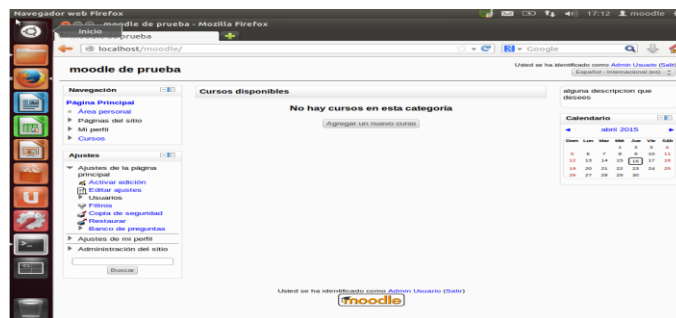 Navegador web Firefox
moodle de prueba - Mozilla Firefox
17:12 moodle
Inicio
prueba
localhost/moodle/
Google
moodle de prueba
Usted se ha identificado como Admin Usuario (Salir)
Español - Internacional (es)
Navegación
Página Principal
Área personal
Páginas del sitio
Mi perfil
Cursos
Ajustes
Ajustes de la página principal
Activar edición
Editar ajustes
Usuarios
Filtros
Copia de seguridad
Restaurar
Banco de preguntas
Ajustes de mi perfil
Administración del sitio
Buscar
Cursos disponibles
No hay cursos en esta categoría
Agregar un nuevo curso
alguna descripcion que
desees
Calendario
abril 2015
Dom Lun Mar Mié Jue Vie Sáb
1 2 3 4
5 6 7 8 9 10 11
12 13 14 15 16 17 18
19 20 21 22 23 24 25
26 27 28 29 30
Usted se ha identificado como Admin Usuario (Salir)
moodle